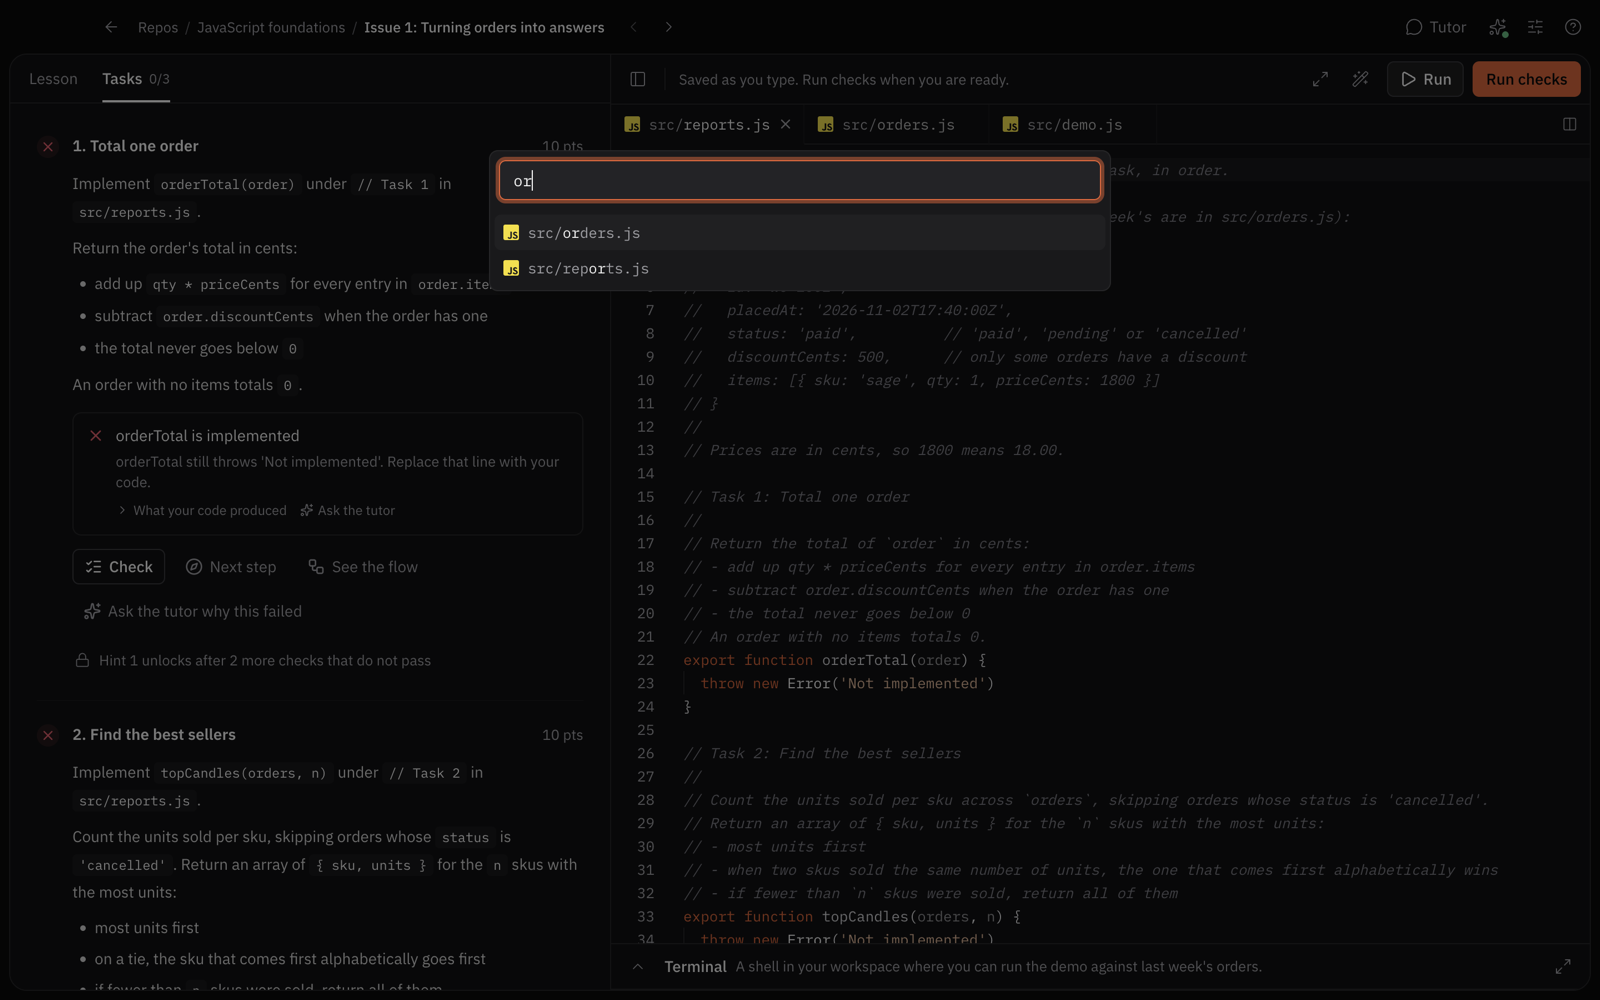 Repos / JavaScript foundations / Issue 1: Turning orders into answers
Tutor
Lesson
Tasks 0/3
Saved as you type. Run checks when you are ready.
Run
Run checks
JS src/reports.js
JS src/orders.js
JS src/demo.js
1. Total one order
10 pts
Implement orderTotal(order) under // Task 1 in
src/reports.js.
Return the order's total in cents:
• add up qty * priceCents for every entry in order.ite
• subtract order.discountCents when the order has one
• the total never goes below 0
An order with no items totals 0.
orderTotal is implemented
orderTotal still throws 'Not implemented'. Replace that line with your
code.
What your code produced
Ask the tutor
Check
Next step
See the flow
Ask the tutor why this failed
Hint 1 unlocks after 2 more checks that do not pass
2. Find the best sellers
10 pts
Implement topCandles(orders, n) under // Task 2 in
src/reports.js.
Count the units sold per sku, skipping orders whose status is
'cancelled'. Return an array of { sku, units } for the n skus with
the most units:
• most units first
• on a tie, the sku that comes first alphabetically goes first
• if fewer than n skus were sold, return all of them
or
JS src/orders.js
JS src/reports.js
ask, in order.
eek's are in src/orders.js):
7 //   placedAt: '2026-11-02T17:40:00Z',
8 //   status: 'paid',          // 'paid', 'pending' or 'cancelled'
9 //   discountCents: 500,      // only some orders have a discount
10 //   items: [{ sku: 'sage', qty: 1, priceCents: 1800 }]
11 // }
12 //
13 // Prices are in cents, so 1800 means 18.00.
14
15 // Task 1: Total one order
16 //
17 // Return the total of `order` in cents:
18 // - add up qty * priceCents for every entry in order.items
19 // - subtract order.discountCents when the order has one
20 // - the total never goes below 0
21 // An order with no items totals 0.
22 export function orderTotal(order) {
23   throw new Error('Not implemented')
24 }
25
26 // Task 2: Find the best sellers
27 //
28 // Count the units sold per sku across `orders`, skipping orders whose status is 'cancelled'.
29 // Return an array of { sku, units } for the `n` skus with the most units:
30 // - most units first
31 // - when two skus sold the same number of units, the one that comes first alphabetically wins
32 // - if fewer than `n` skus were sold, return all of them
33 export function topCandles(orders, n) {
34   throw new Error('Not implemented')
Terminal A shell in your workspace where you can run the demo against last week's orders.